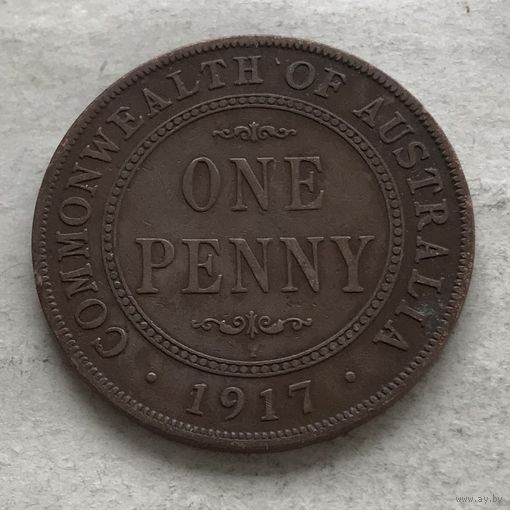 COMMONWEALTH OF AUSTRALIA
ONE
PENNY
I
· 1917 ·
www.ay.by